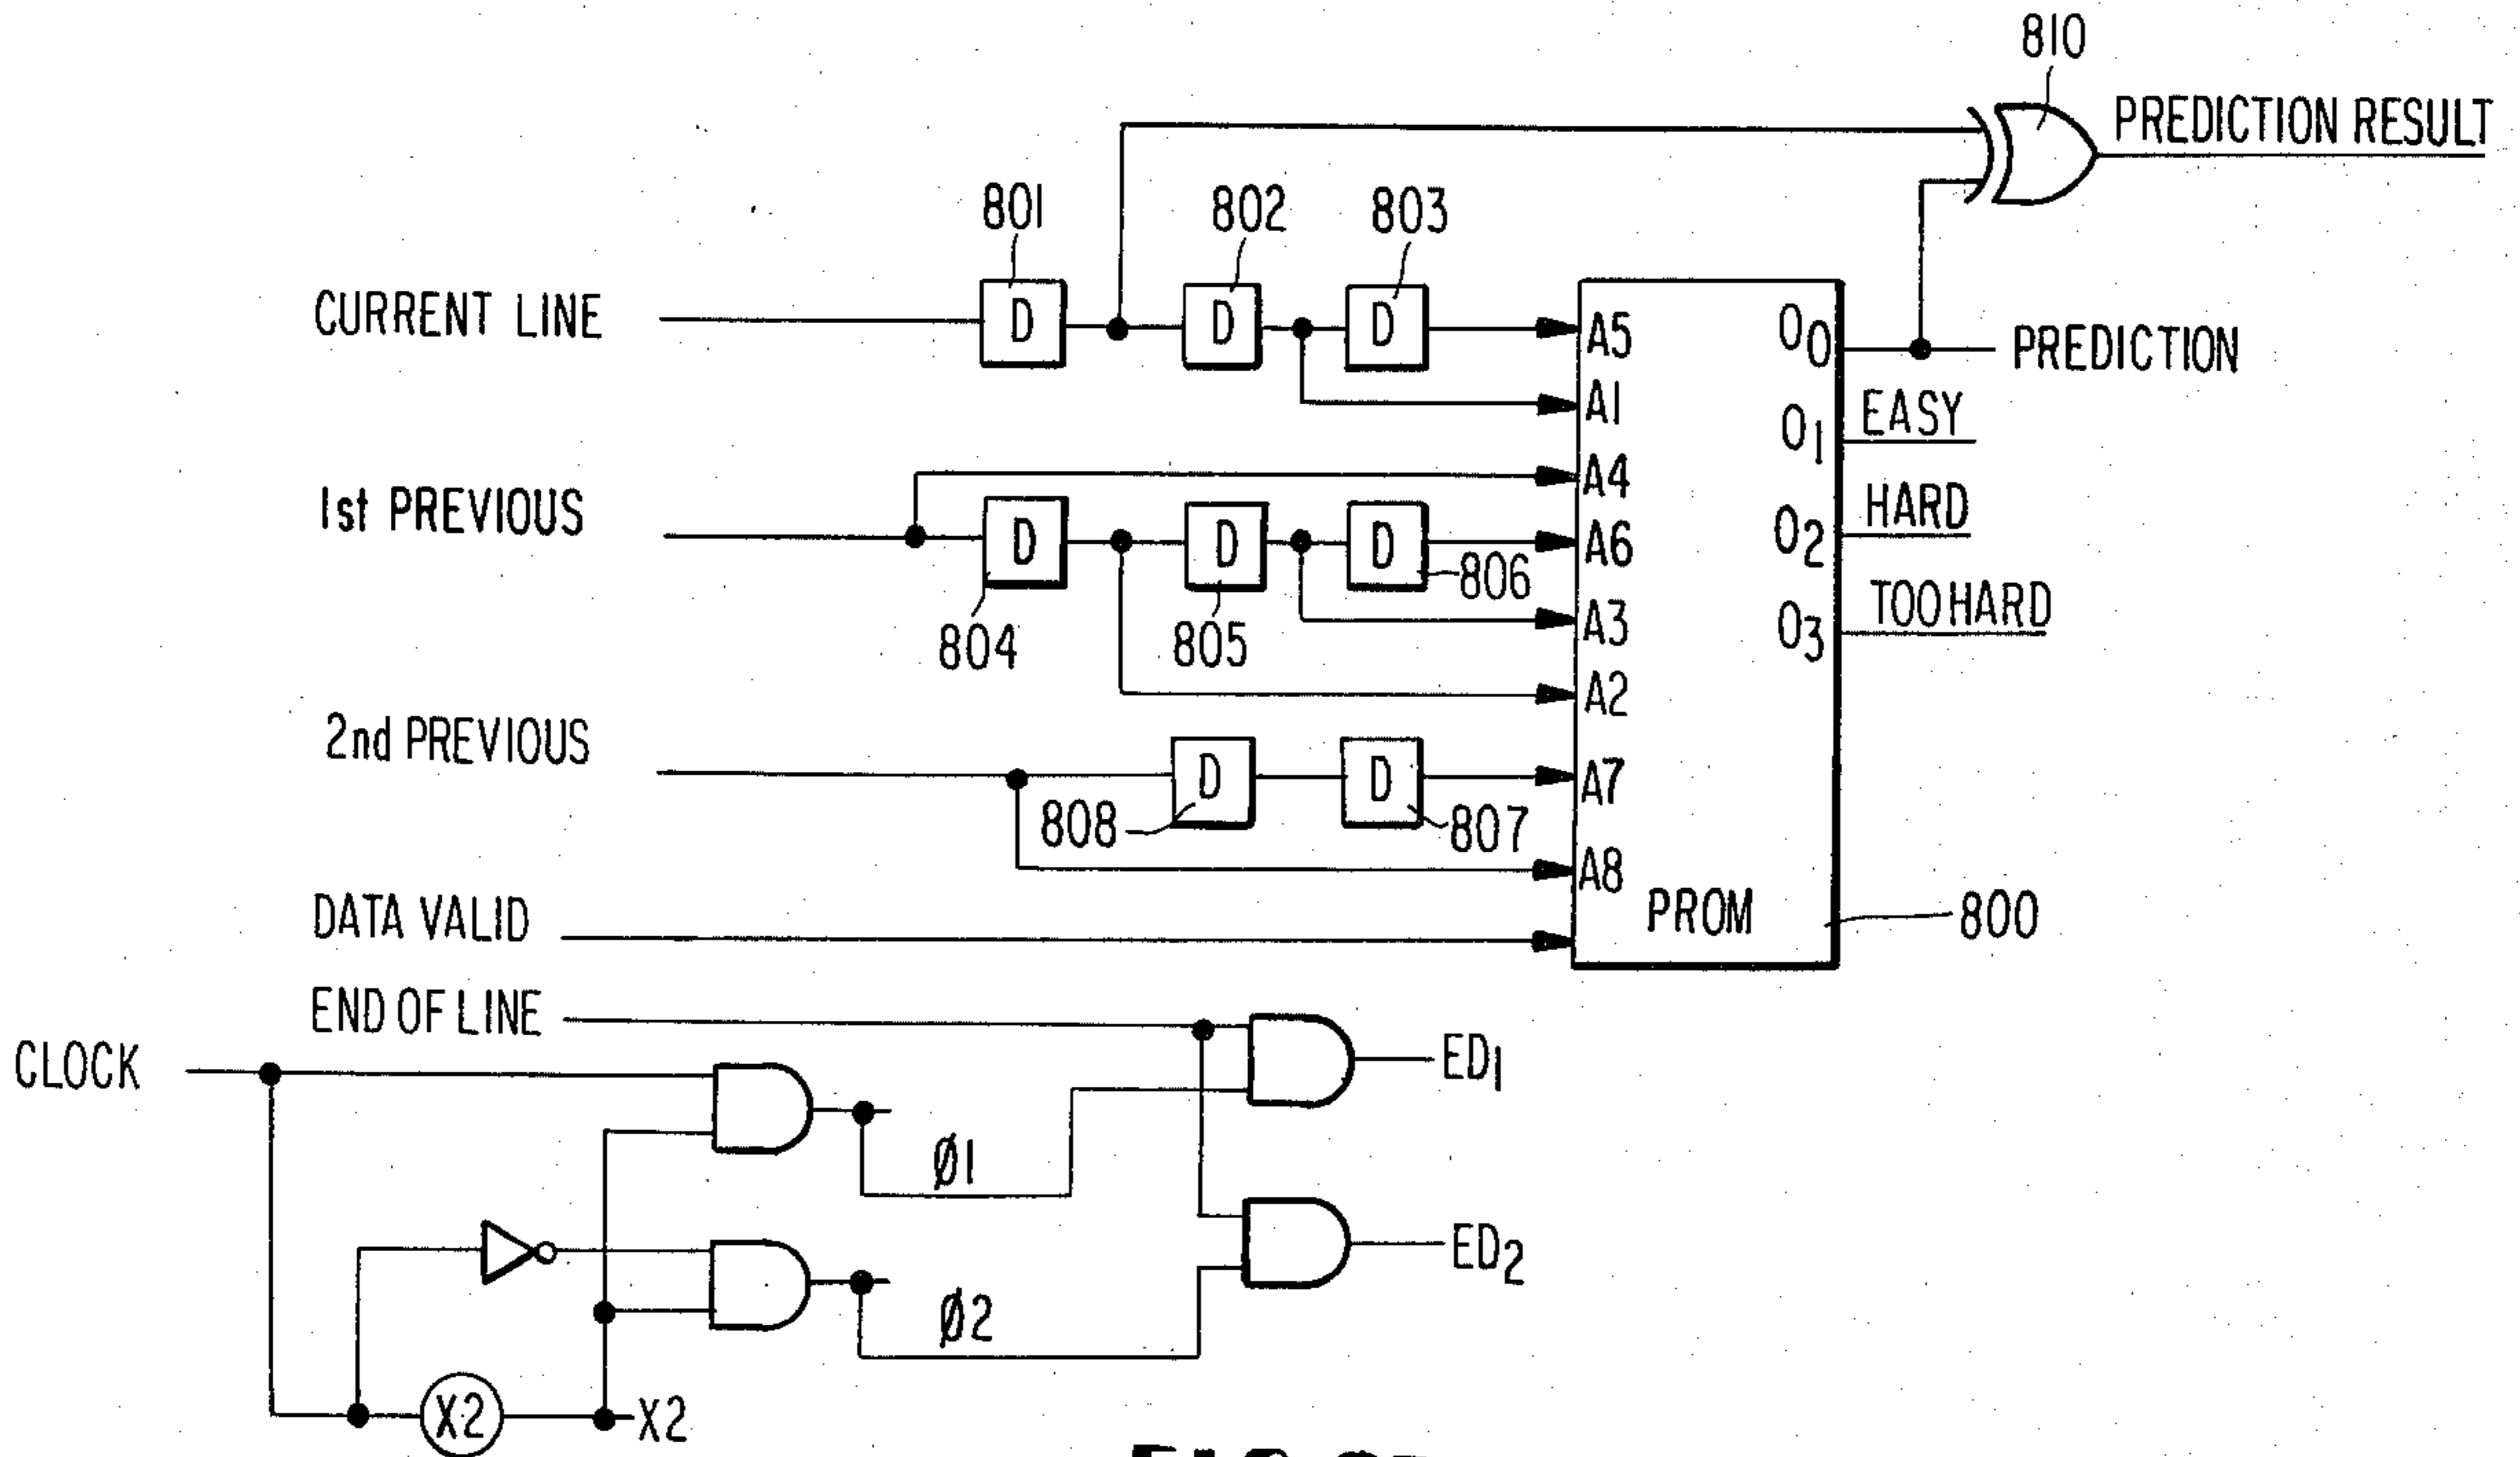 810
PREDICTION RESULT
801
802
803
CURRENT LINE
D
D
D
A5
O0
PREDICTION
A1
O1
EASY
1st PREVIOUS
A4
HARD
D
D
D
A6
O2
806
804
805
A3
O3
TOO HARD
A2
2nd PREVIOUS
D
D
A7
808
807
A8
DATA VALID
PROM
800
END OF LINE
CLOCK
ED1
Ø1
ED2
Ø2
X2
X2